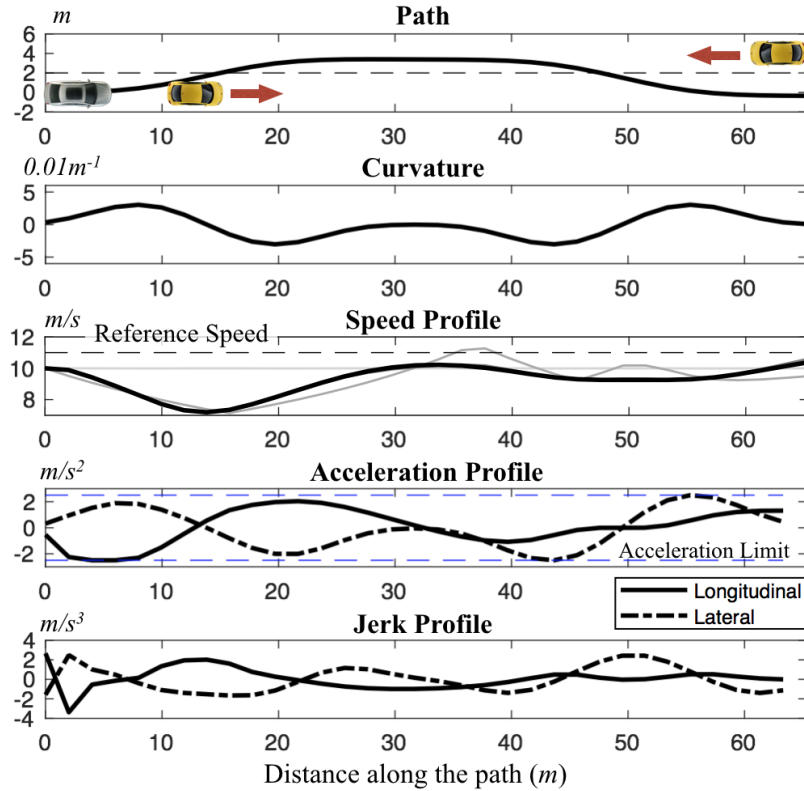 m
Path
6
4
2
0
0 10 20 30 40 50 60
0.01m⁻¹
Curvature
5
0
-5
0 10 20 30 40 50 60
m/s
Speed Profile
Reference Speed
12
10
8
0 10 20 30 40 50 60
m/s²
Acceleration Profile
2
0
-2
Acceleration Limit
0 10 20 30 40 50 60
Longitudinal
Lateral
m/s³
Jerk Profile
4
2
0
-2
-4
0 10 20 30 40 50 60
Distance along the path (m)